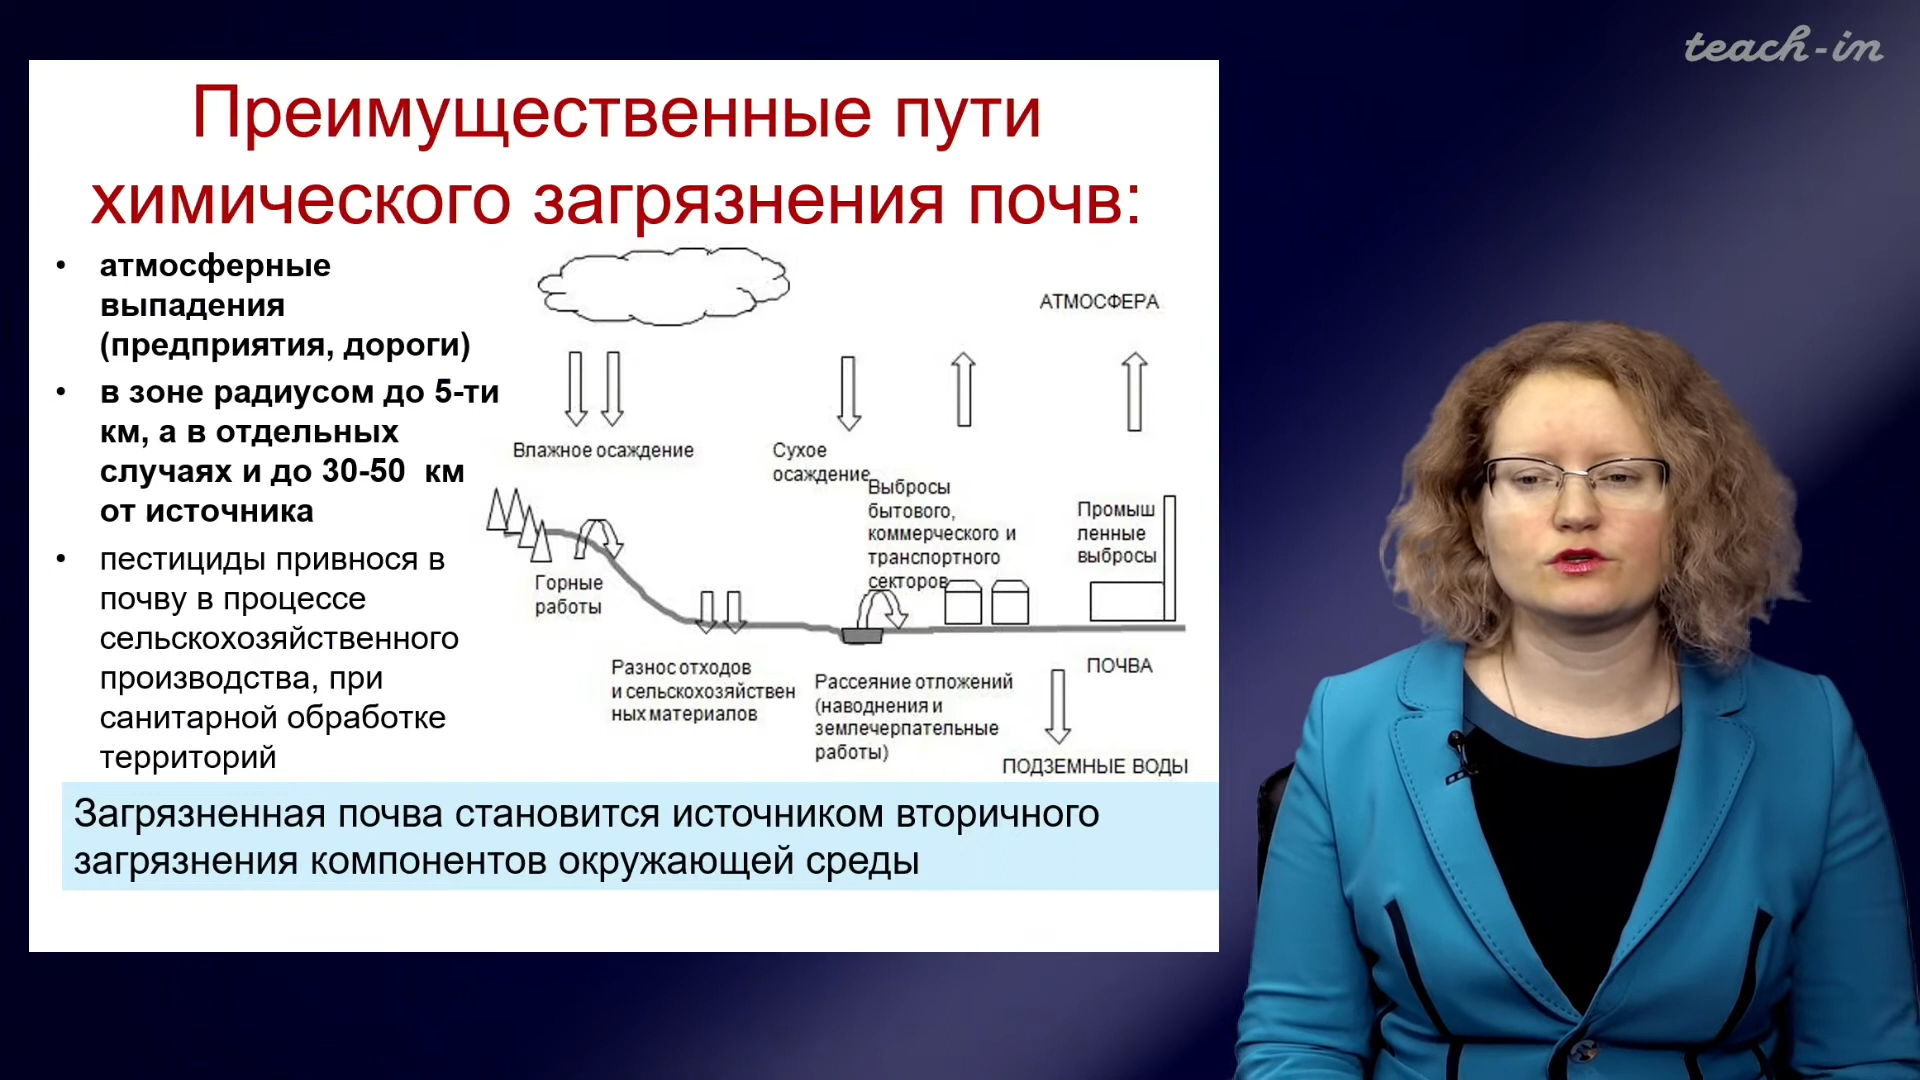 teach-in
Преимущественные пути
химического загрязнения почв:
• атмосферные
выпадения
(предприятия, дороги)
• в зоне радиусом до 5-ти
км, а в отдельных
случаях и до 30-50 км
от источника
• пестициды привнося в
почву в процессе
сельскохозяйственного
производства, при
санитарной обработке
территорий
АТМОСФЕРА
Влажное осаждение
Сухое
осаждение
Выбросы
бытового,
коммерческого и
транспортного
секторов
Промыш
ленные
выбросы
Горные
работы
Разнос отходов
и сельскохозяйствен
ных материалов
Рассеяние отложений
(наводнения и
землечерпательные
работы)
ПОЧВА
ПОДЗЕМНЫЕ ВОДЫ
Загрязненная почва становится источником вторичного
загрязнения компонентов окружающей среды